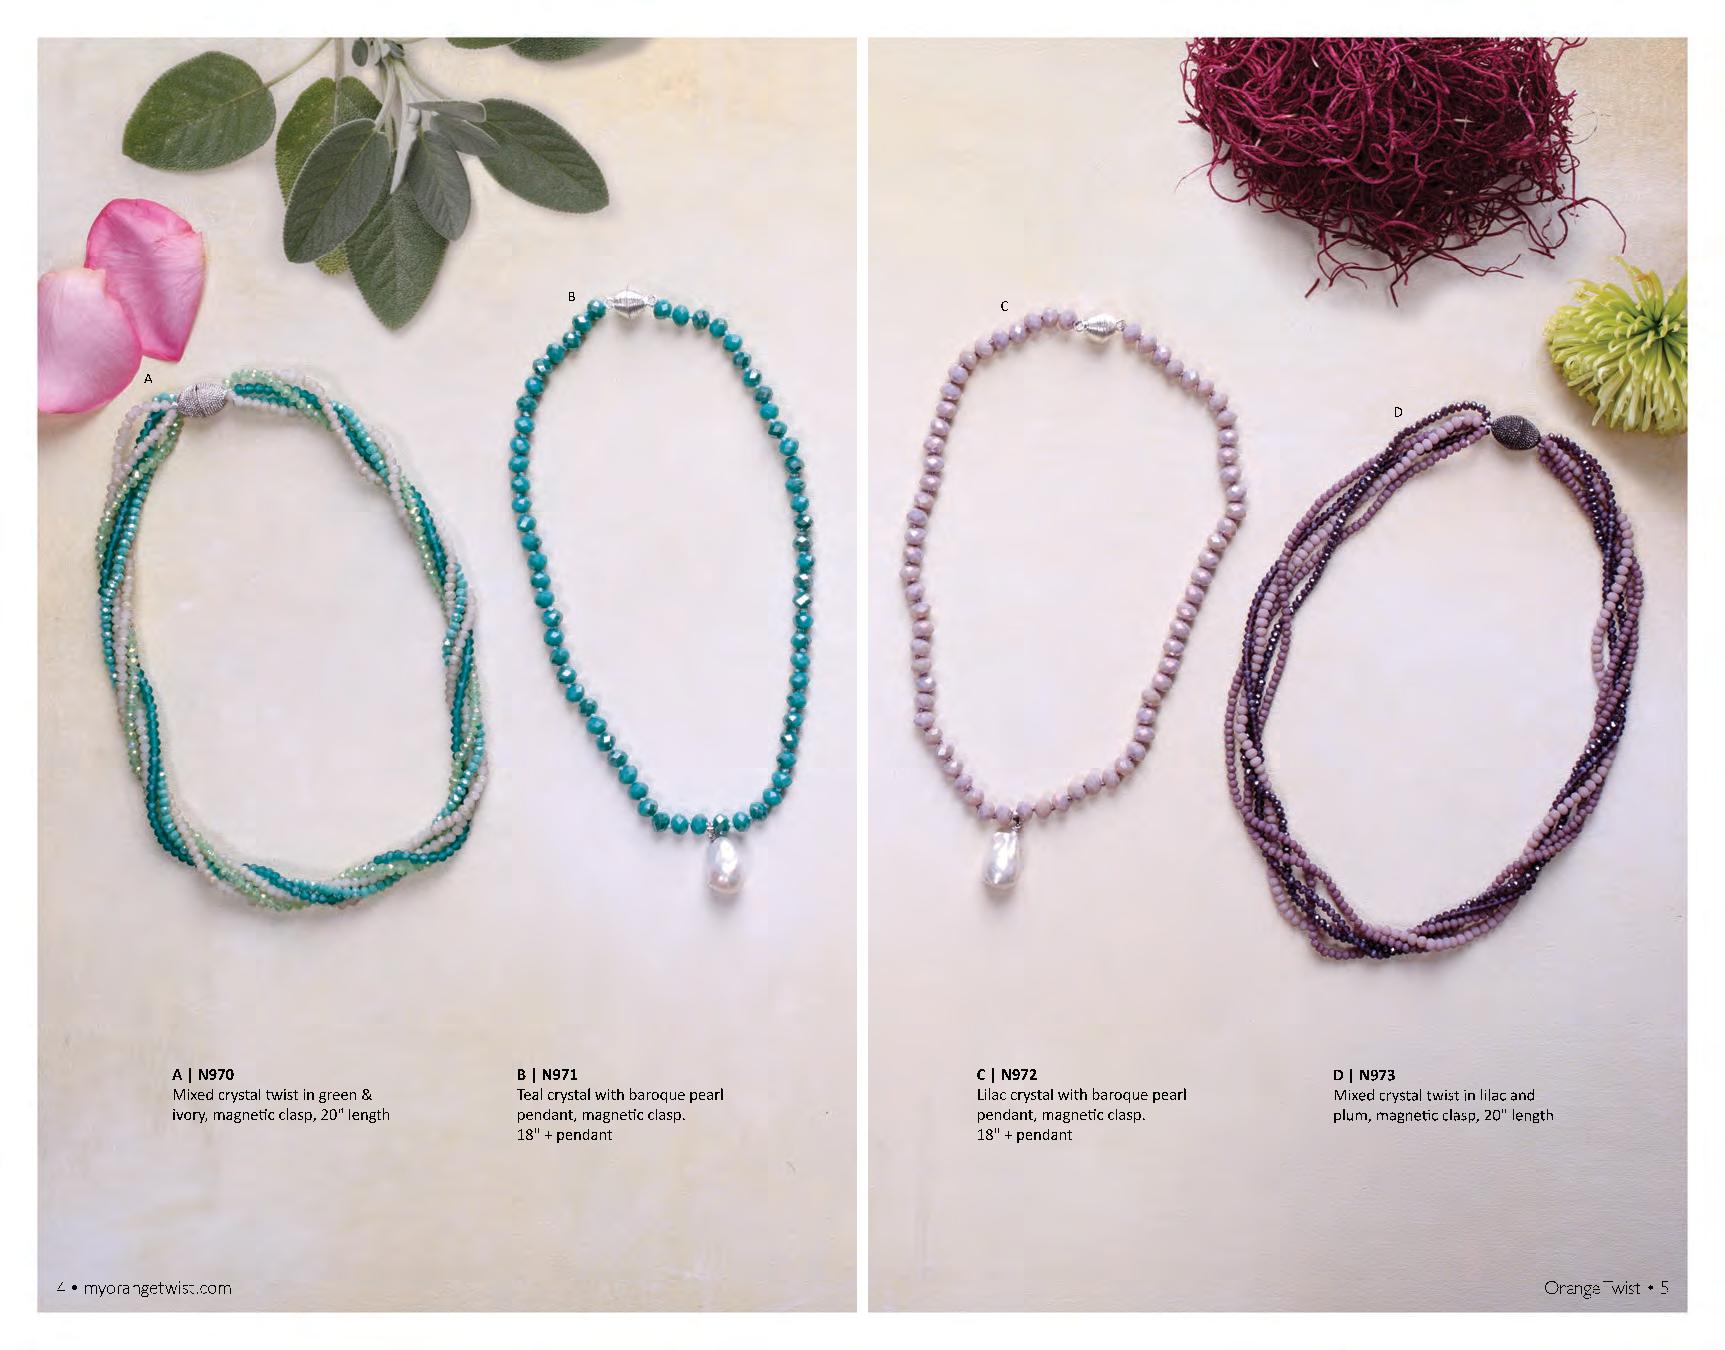 A
B
C
D
A | N970
Mixed crystal twist in green &
ivory, magnetic clasp, 20" length
B | N971
Teal crystal with baroque pearl
pendant, magnetic clasp.
18" + pendant
C | N972
Lilac crystal with baroque pearl
pendant, magnetic clasp.
18" + pendant
D | N973
Mixed crystal twist in lilac and
plum, magnetic clasp, 20" length
4 • myorangetwist.com
OrangeTwist • 5